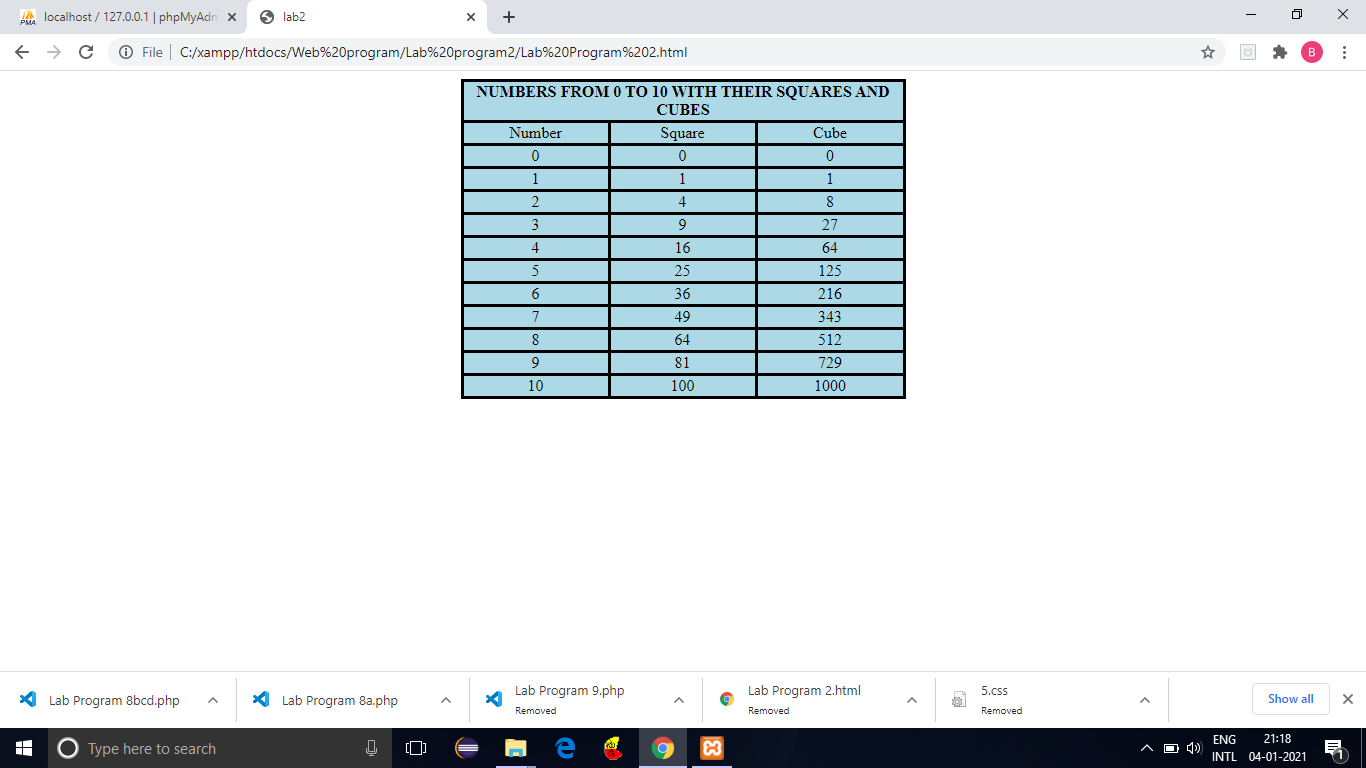 localhost / 127.0.0.1 | phpMyAdm
lab2
File
C:/xampp/htdocs/Web%20program/Lab%20program2/Lab%20Program%202.html
B
NUMBERS FROM 0 TO 10 WITH THEIR SQUARES AND
CUBES
Number Square Cube
0 0 0
1 1 1
2 4 8
3 9 27
4 16 64
5 25 125
6 36 216
7 49 343
8 64 512
9 81 729
10 100 1000
Lab Program 8bcd.php
Lab Program 8a.php
Lab Program 9.php
Removed
Lab Program 2.html
Removed
5.css
Removed
Show all
Type here to search
ENG
INTL
21:18
04-01-2021
1
PMA